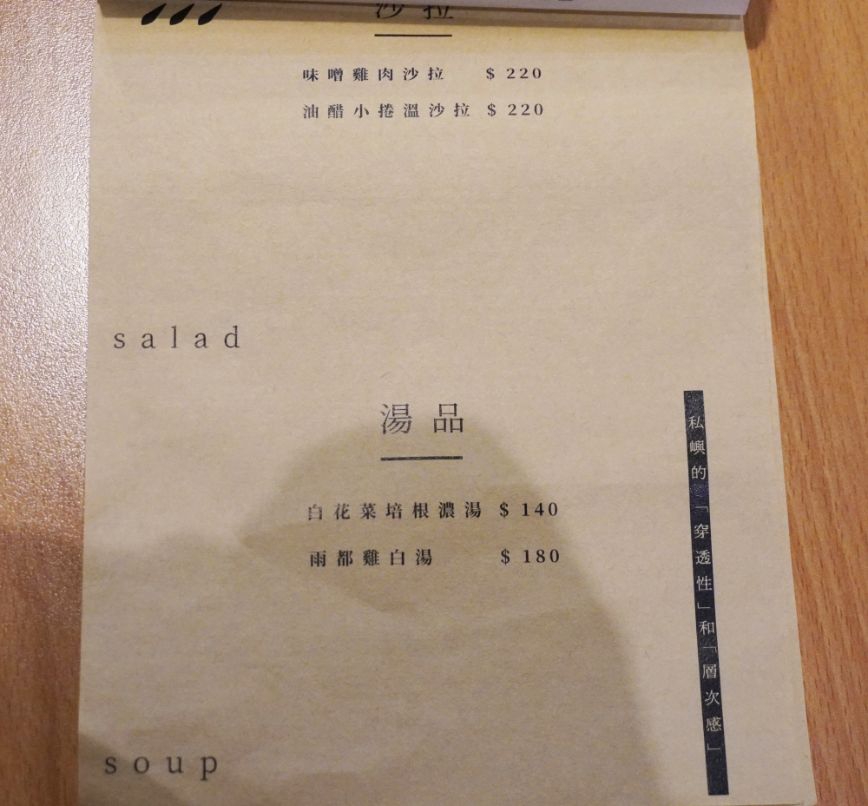 沙拉
味噌雞肉沙拉 $ 220
油醋小捲溫沙拉 $ 220
salad
湯品
白花菜培根濃湯 $ 140
雨都雞白湯 $ 180
soup
私嶼的「穿透性」和「層次感」